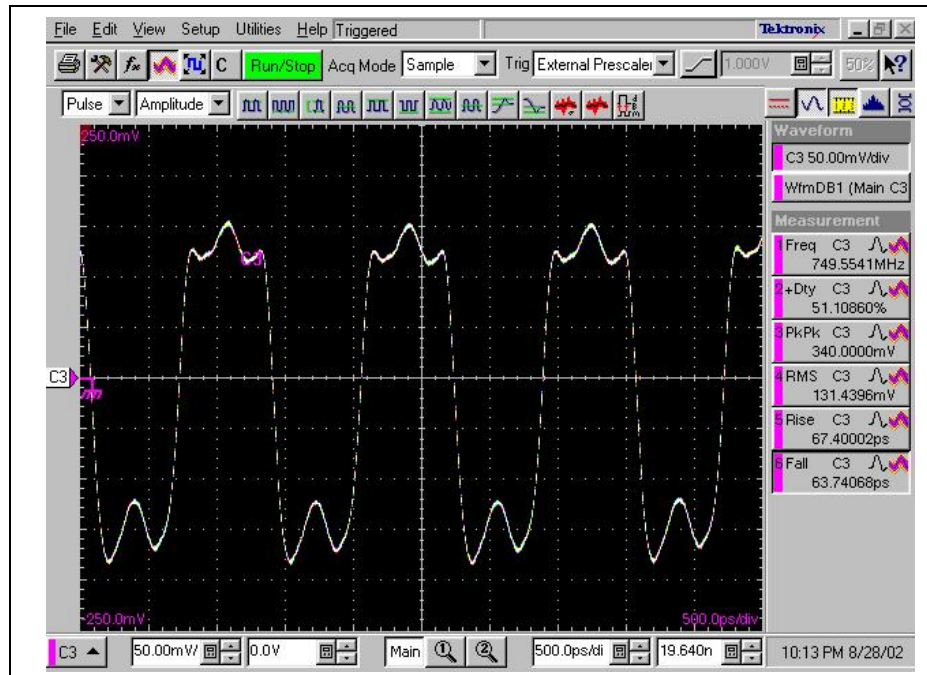 File Edit View Setup Utilities Help Triggered Tektronix
Run/Stop Acq Mode Sample Trig External Prescaler 1.000V 50%
Pulse Amplitude
250.0mV
C3
C3
-250.0mV 500.0ps/div
Waveform
C3 50.00mV/div
WfmDB1 (Main C3
Measurement
1 Freq C3
749.5541MHz
2 +Dty C3
51.10860%
3 PkPk C3
340.0000mV
4 RMS C3
131.4396mV
5 Rise C3
67.40002ps
6 Fall C3
63.74068ps
C3 50.00mV/ 0.0V Main 1 2 500.0ps/di 19.640n 10:13 PM 8/28/02